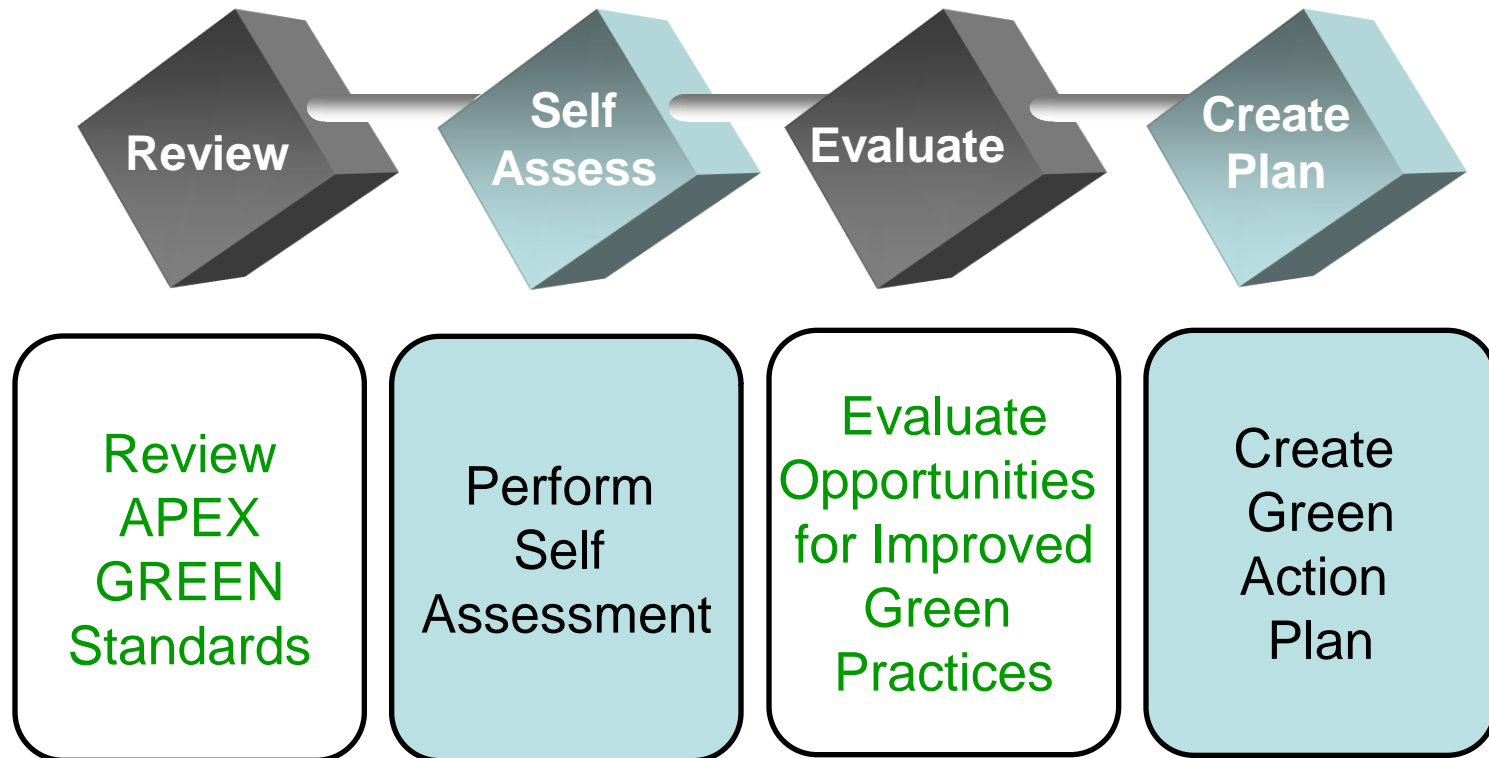 Review
Self
Assess
Evaluate
Create
Plan
Review
APEX
GREEN
Standards
Perform
Self
Assessment
Evaluate
Opportunities
for Improved
Green
Practices
Create
Green
Action
Plan